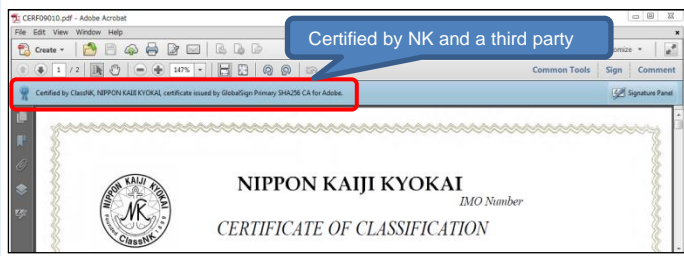 CERF09010.pdf - Adobe Acrobat
File Edit View Window Help
Certified by NK and a third party
Create
1 / 2
147%
omize
Common Tools Sign Comment
Certified by ClassNK, NIPPON KAIJI KYOKAI, certificate issued by GlobalSign Primary SHA256 CA for Adobe.
Signature Panel
NIPPON KAIJI KYOKAI
IMO Number
CERTIFICATE OF CLASSIFICATION
NIPPON KAIJI KYOKAI
NK
FOUNDED 1899
ClassNK